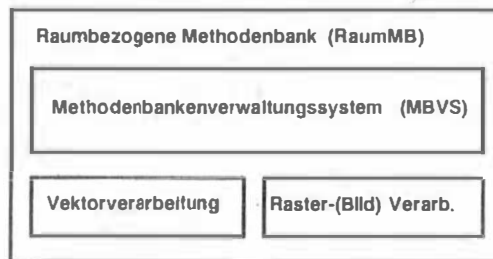 Raumbezogene Methodenbank (RaumMB)
Methodenbankenverwaltungssystem (MBVS)
Vektorverarbeitung
Raster-(Bild) Verarb.